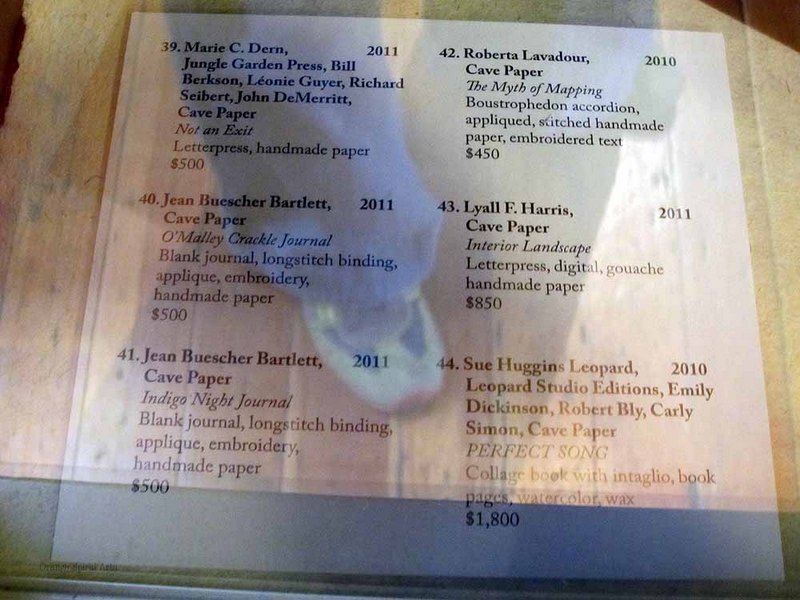 39. Marie C. Dern, 2011
Jungle Garden Press, Bill
Berkson, Léonie Guyer, Richard
Seibert, John DeMerritt,
Cave Paper
Not an Exit
Letterpress, handmade paper
$500
40. Jean Buescher Bartlett, 2011
Cave Paper
O'Malley Crackle Journal
Blank journal, longstitch binding,
applique, embroidery,
handmade paper
$500
41. Jean Buescher Bartlett, 2011
Cave Paper
Indigo Night Journal
Blank journal, longstitch binding,
applique, embroidery,
handmade paper
$500
42. Roberta Lavadour, 2010
Cave Paper
The Myth of Mapping
Boustrophedon accordion,
appliqued, stitched handmade
paper, embroidered text
$450
43. Lyall F. Harris, 2011
Cave Paper
Interior Landscape
Letterpress, digital, gouache
handmade paper
$850
44. Sue Huggins Leopard, 2010
Leopard Studio Editions, Emily
Dickinson, Robert Bly, Carly
Simon, Cave Paper
PERFECT SONG
Collage book with intaglio, book
pages, watercolor, wax
$1,800